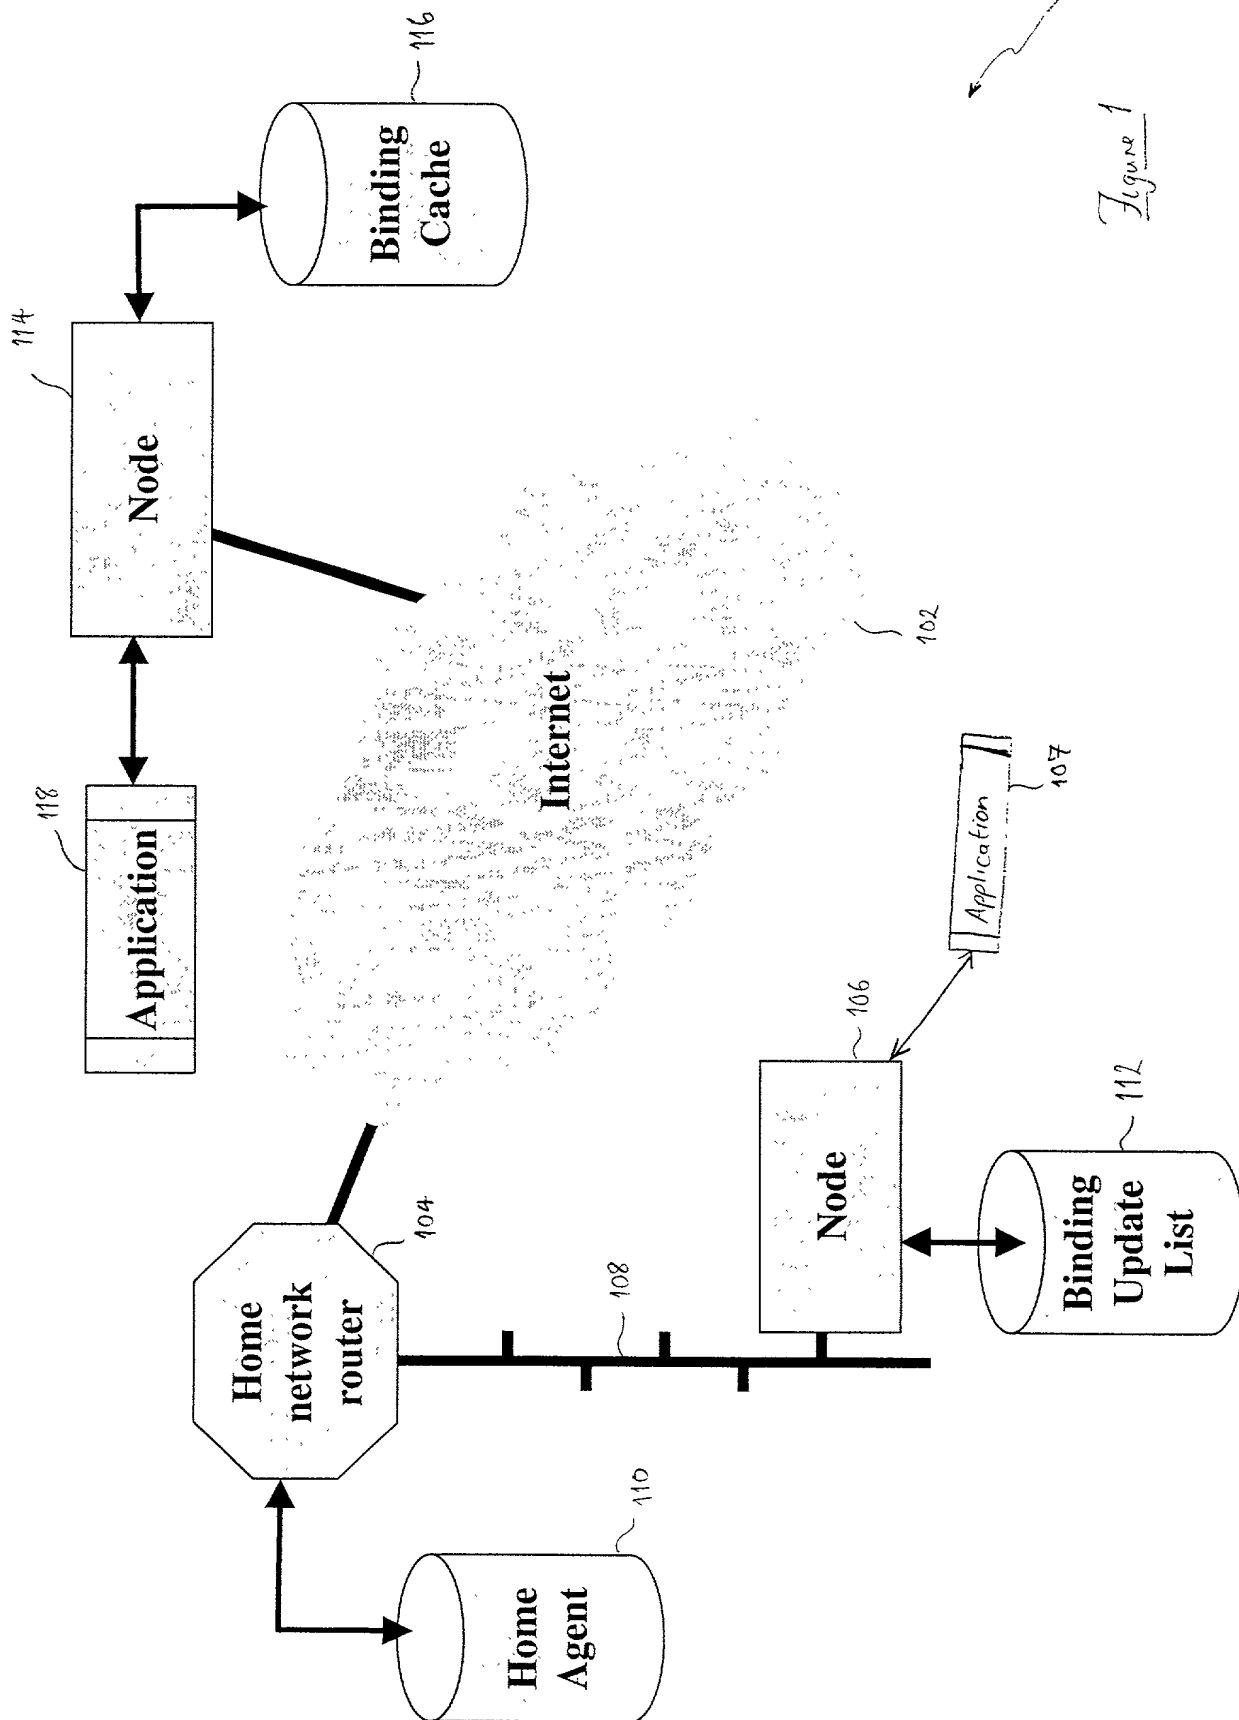 118
Application
114
Node
116
Binding
Cache
Internet
102
104
Home
network
router
110
Home
Agent
108
106
Node
112
Binding
Update
List
107
Application
Figure 1